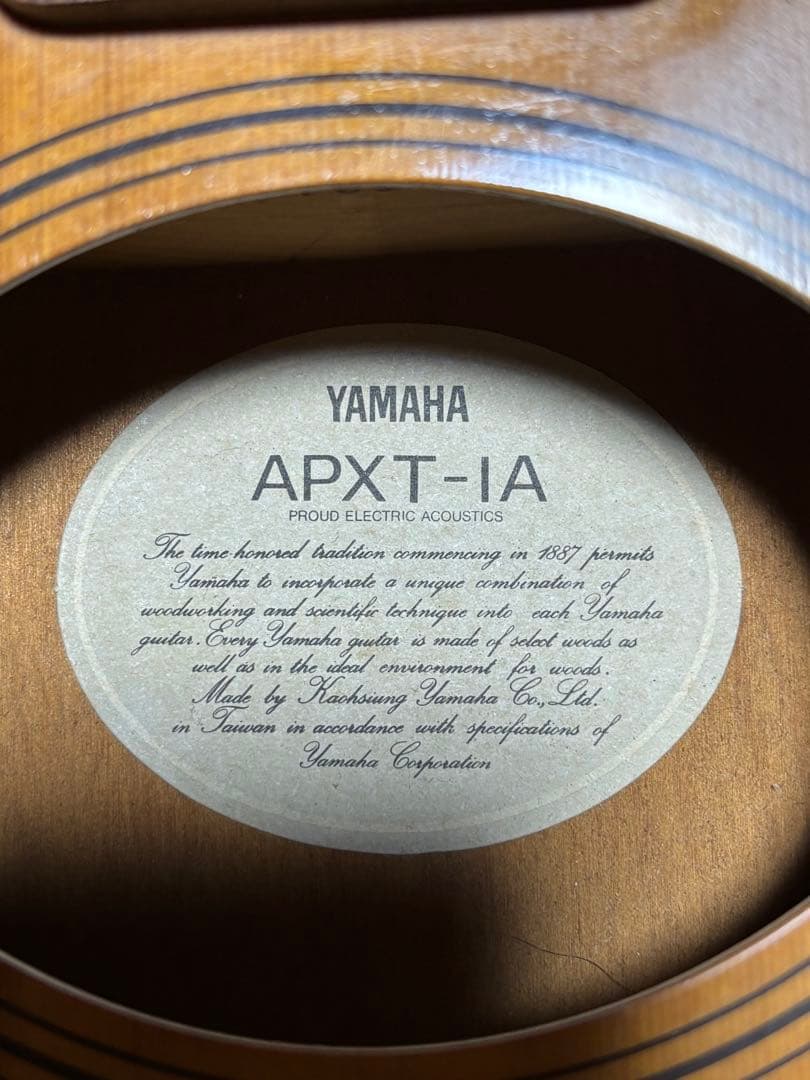 YAMAHA
APXT-1A
PROUD ELECTRIC ACOUSTICS
The time-honored tradition commencing in 1887 permits
Yamaha to incorporate a unique combination of
woodworking and scientific technique into each Yamaha
guitar. Every Yamaha guitar is made of select woods as
well as in the ideal environment for woods.
Made by Kaohsiung Yamaha Co., Ltd.
in Taiwan in accordance with specifications of
Yamaha Corporation